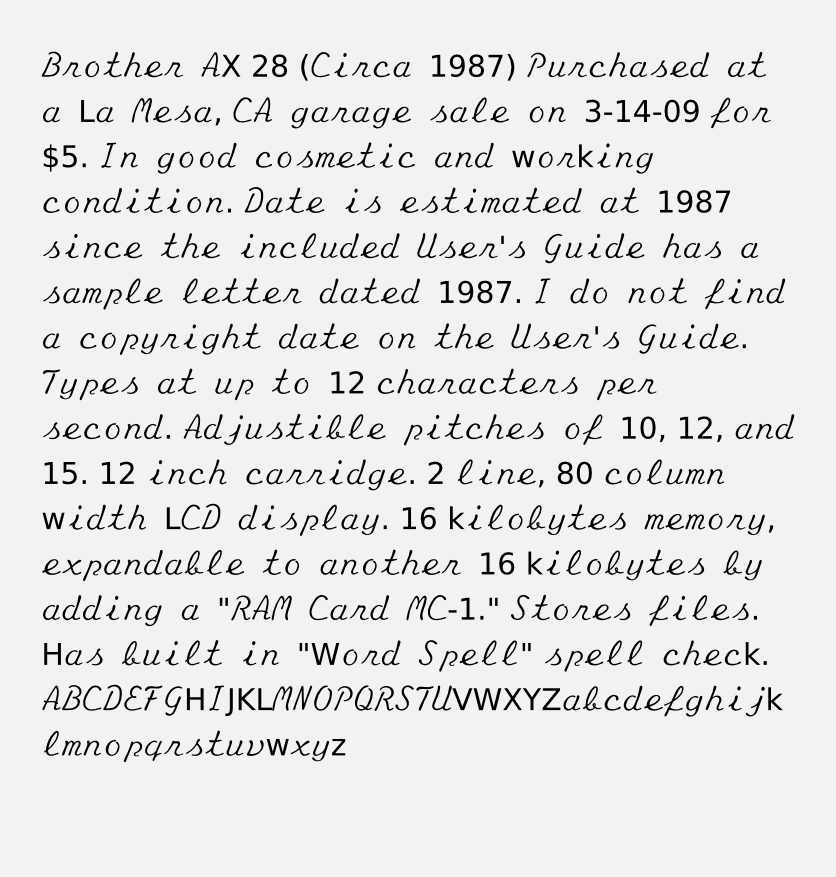 Brother AX 28 (Circa 1987) Purchased at
a La Mesa, CA garage sale on 3-14-09 for
$5. In good cosmetic and working
condition. Date is estimated at 1987
since the included User's Guide has a
sample letter dated 1987. I do not find
a copyright date on the User's Guide.
Types at up to 12 characters per
second. Adjustible pitches of 10, 12, and
15. 12 inch carridge. 2 line, 80 column
width LCD display. 16 kilobytes memory,
expandable to another 16 kilobytes by
adding a "RAM Card MC-1." Stores files.
Has built in "Word Spell" spell check.
ABCDEFGHIJKLMNOPQRSTUVWXYZabcdefghijk
lmnopqrstuvwxyz